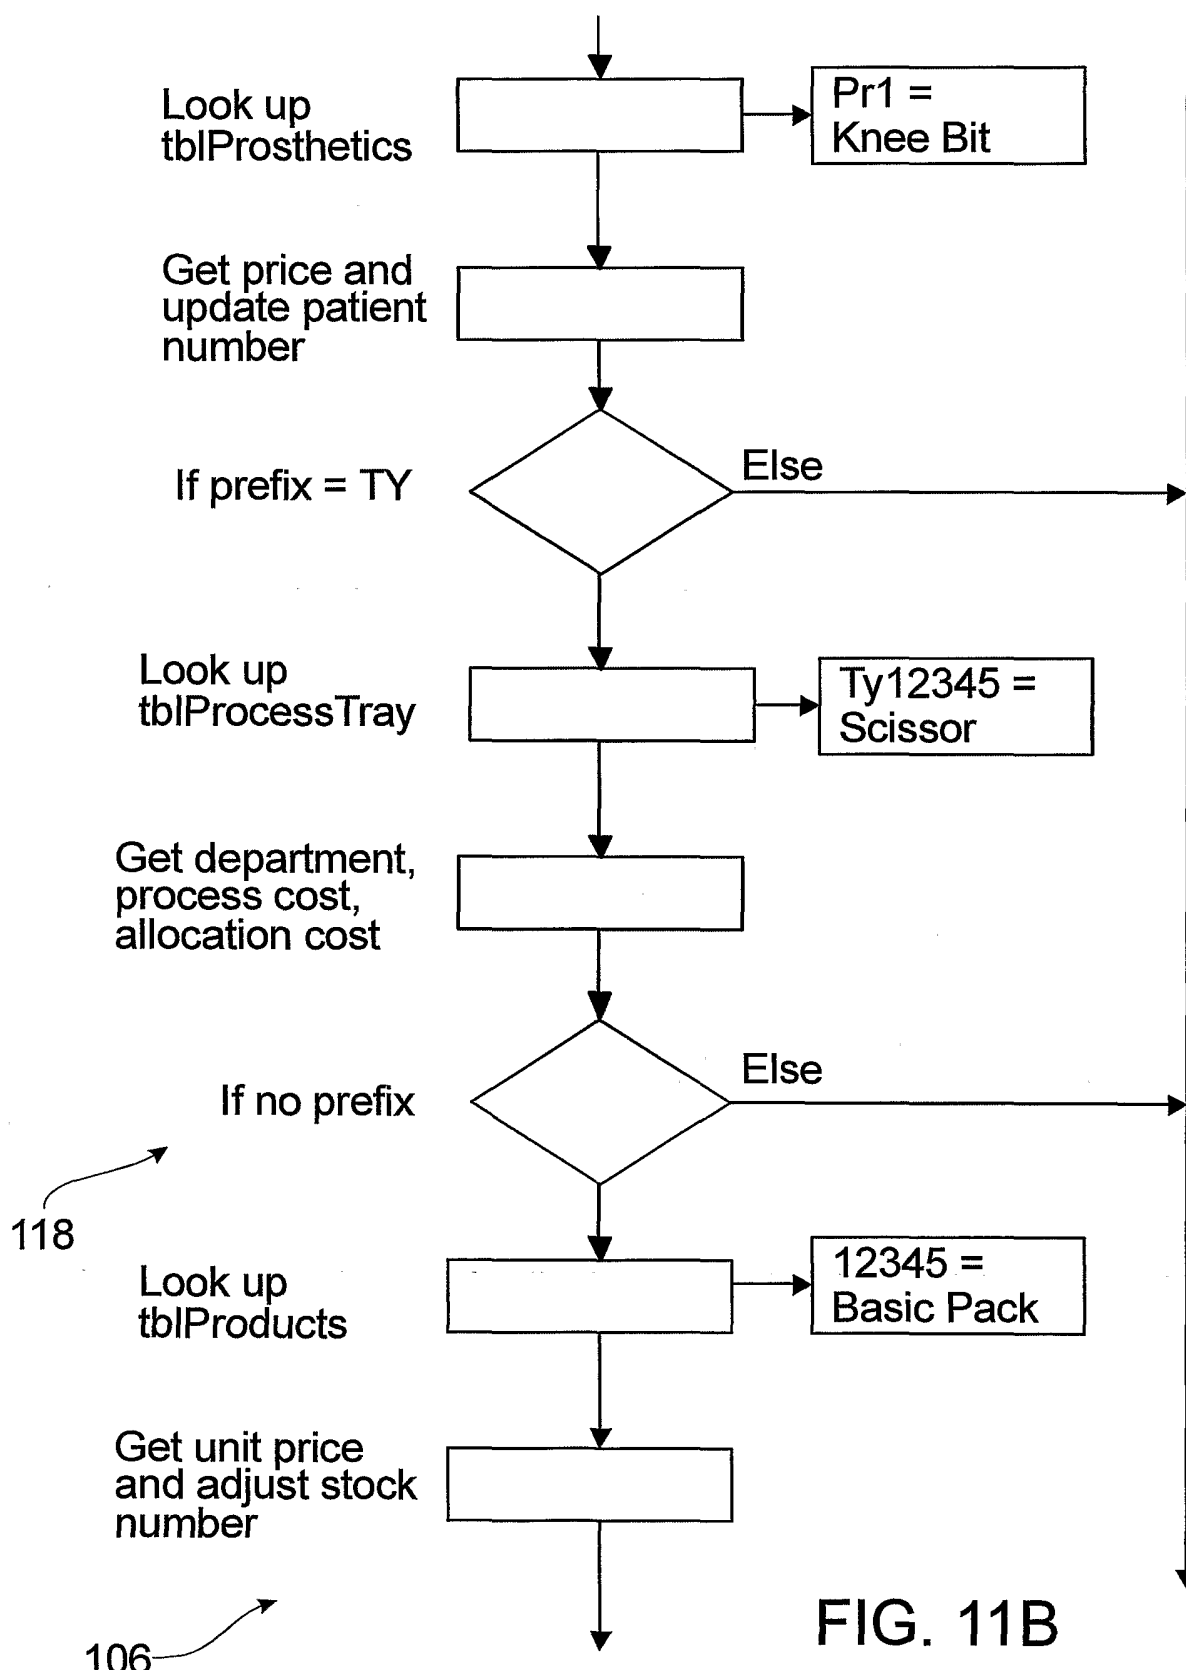 Look up
tblProsthetics
Pr1 =
Knee Bit
Get price and
update patient
number
If prefix = TY
Else
Look up
tblProcessTray
Ty12345 =
Scissor
Get department,
process cost,
allocation cost
If no prefix
Else
118
Look up
tblProducts
12345 =
Basic Pack
Get unit price
and adjust stock
number
106
FIG. 11B